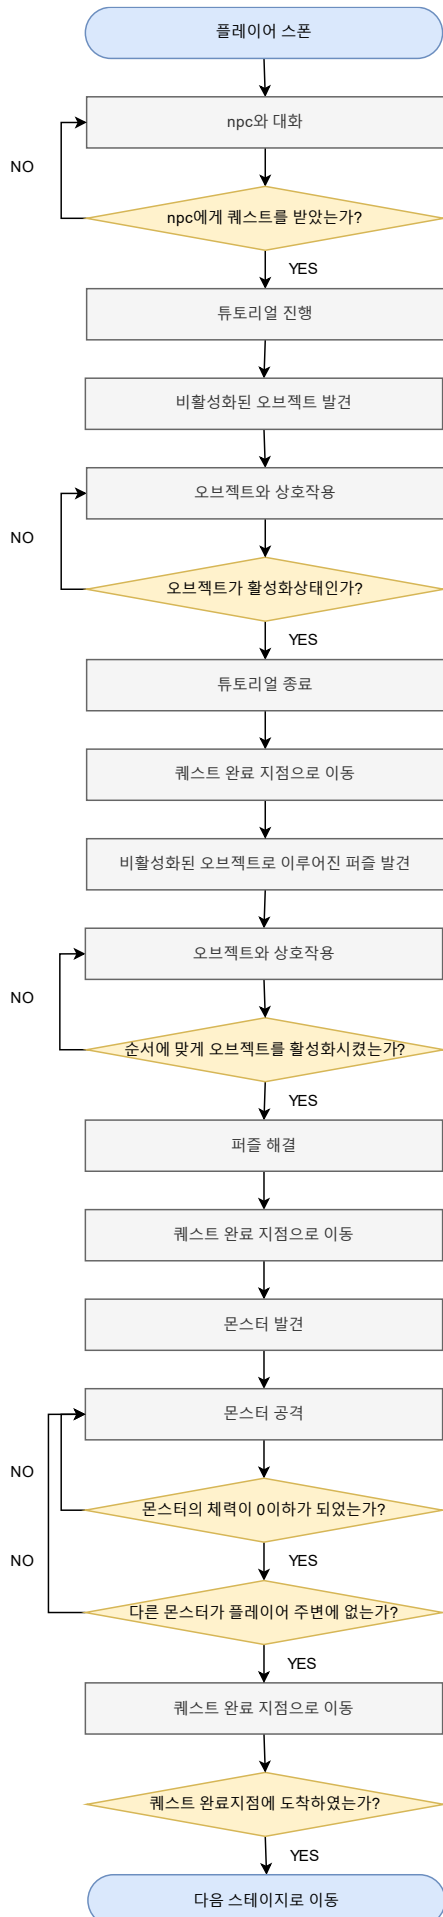 플레이어 스폰
npc와 대화
NO
npc에게 퀘스트를 받았는가?
YES
튜토리얼 진행
비활성화된 오브젝트 발견
오브젝트와 상호작용
NO
오브젝트가 활성화상태인가?
YES
튜토리얼 종료
퀘스트 완료 지점으로 이동
비활성화된 오브젝트로 이루어진 퍼즐 발견
오브젝트와 상호작용
NO
순서에 맞게 오브젝트를 활성화시켰는가?
YES
퍼즐 해결
퀘스트 완료 지점으로 이동
몬스터 발견
몬스터 공격
NO
몬스터의 체력이 0이하가 되었는가?
NO
YES
다른 몬스터가 플레이어 주변에 없는가?
YES
퀘스트 완료 지점으로 이동
퀘스트 완료지점에 도착하였는가?
YES
다음 스테이지로 이동